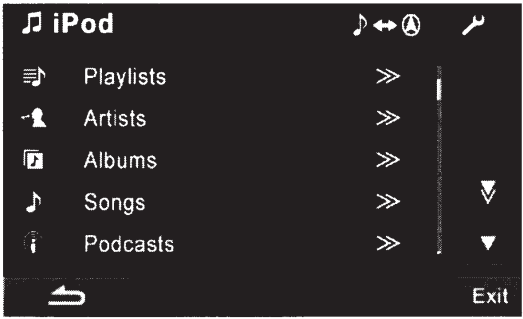 iPod
Playlists
Artists
Albums
Songs
Podcasts
Exit